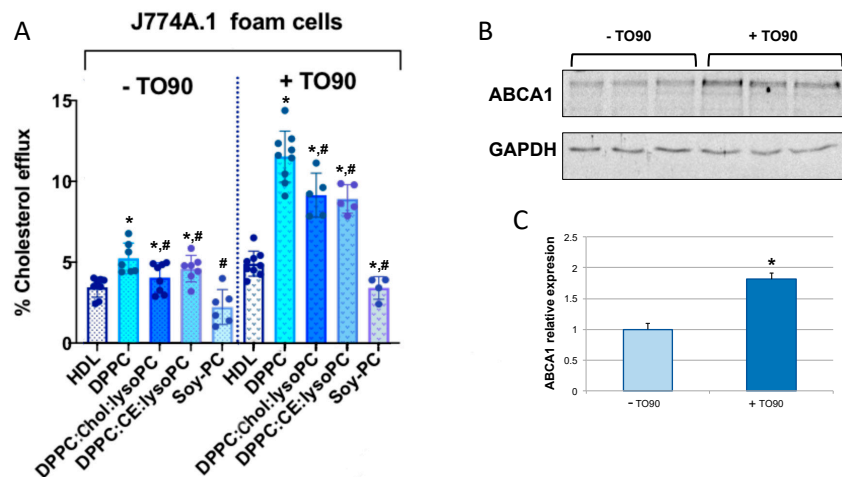 A
J774A.1 foam cells
- TO90
+ TO90
% Cholesterol efflux
15
10
5
0
*
*,#
*,#
#
*
*,#
*,#
*,#
HDL
DPPC
DPPC:Chol:lysoPC
DPPC:CE:lysoPC
Soy-PC
HDL
DPPC
DPPC:Chol:lysoPC
DPPC:CE:lysoPC
Soy-PC
B
- TO90
+ TO90
ABCA1
GAPDH
C
ABCA1 relative expresion
2.5
2
1.5
1
0.5
0
*
- TO90
+ TO90